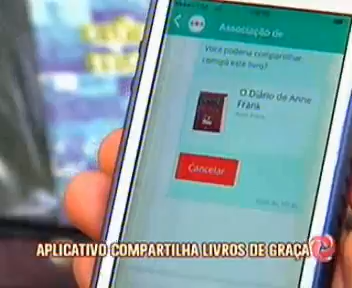 Associação de
Você poderia compartilhar
comigo este livro?
O Diário de Anne
Frank
Cancelar
APLICATIVO COMPARTILHA LIVROS DE GRAÇA